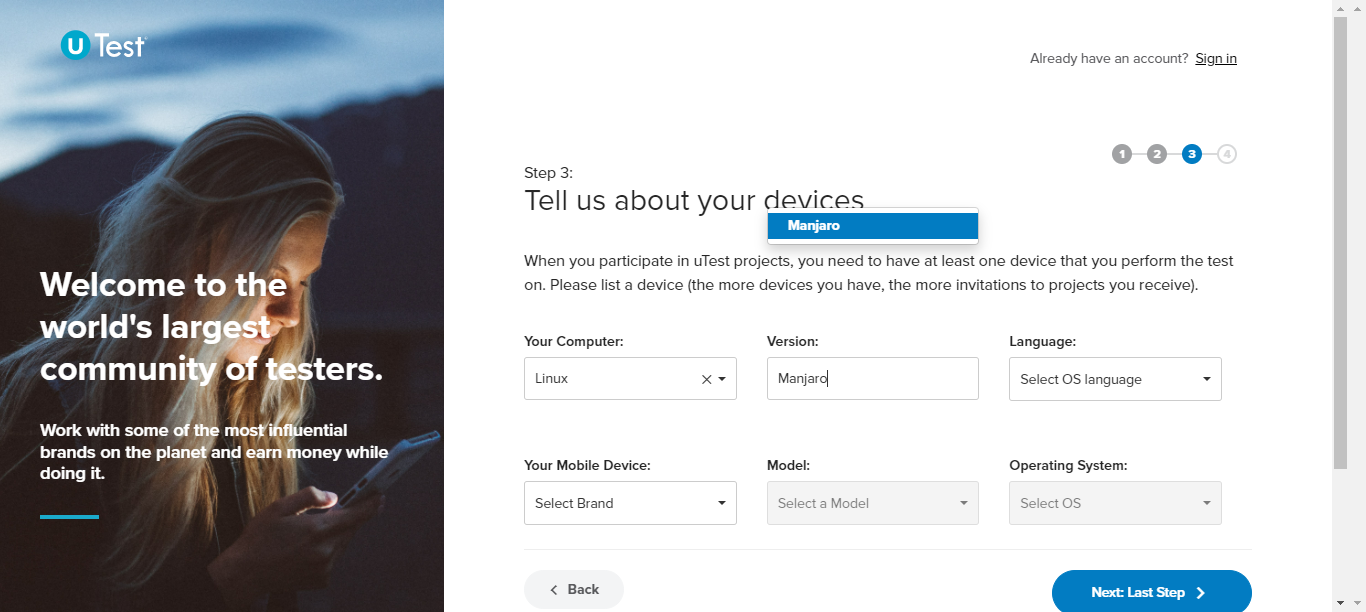 uTest
Already have an account? Sign in
1 2 3 4
Step 3:
Tell us about your devices
Manjaro
When you participate in uTest projects, you need to have at least one device that you perform the test
on. Please list a device (the more devices you have, the more invitations to projects you receive).
Welcome to the
world's largest
community of testers.
Work with some of the most influential
brands on the planet and earn money while
doing it.
Your Computer: Version: Language:
Linux Manjaro Select OS language
Your Mobile Device: Model: Operating System:
Select Brand Select a Model Select OS
Back Next: Last Step